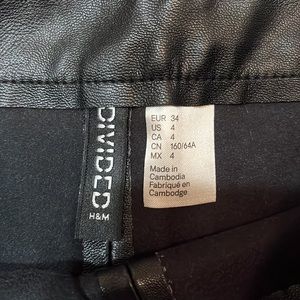 DIVIDED
H&M
EUR 34
US 4
CA 4
CN 160/64A
MX 4
Made in
Cambodia
Fabriqué en
Cambodge